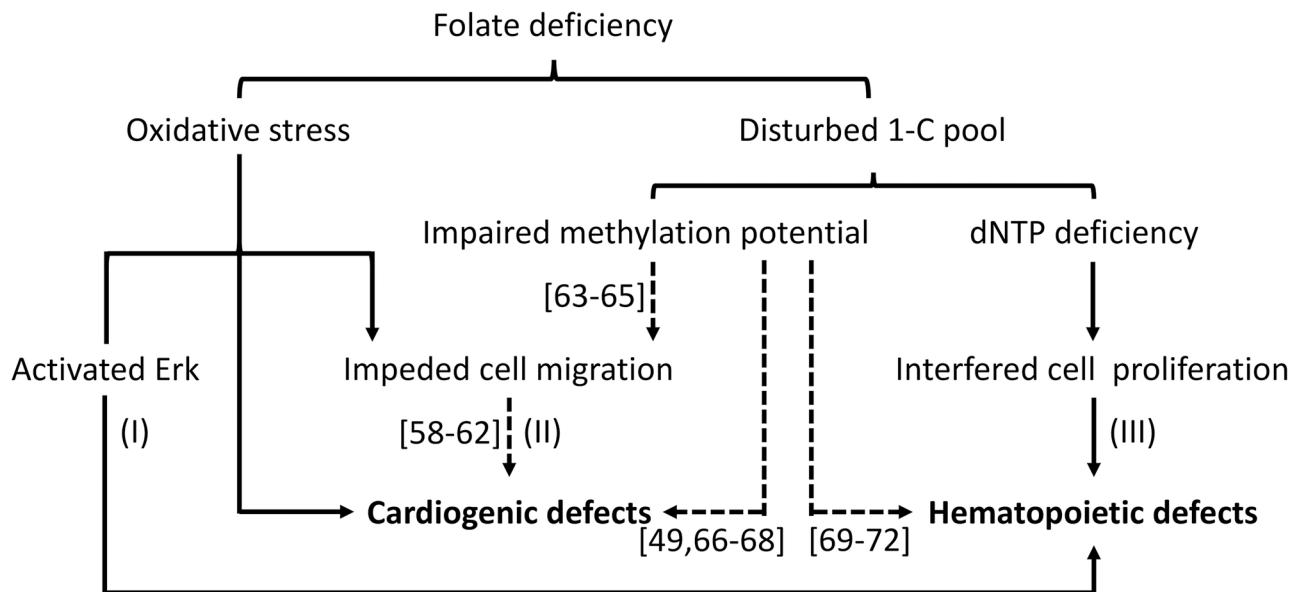 Folate deficiency
Oxidative stress
Disturbed 1-C pool
Impaired methylation potential
dNTP deficiency
[63-65]
Activated Erk
Impeded cell migration
Interfered cell proliferation
(I)
[58-62]
(II)
(III)
Cardiogenic defects
Hematopoietic defects
[49,66-68]
[69-72]